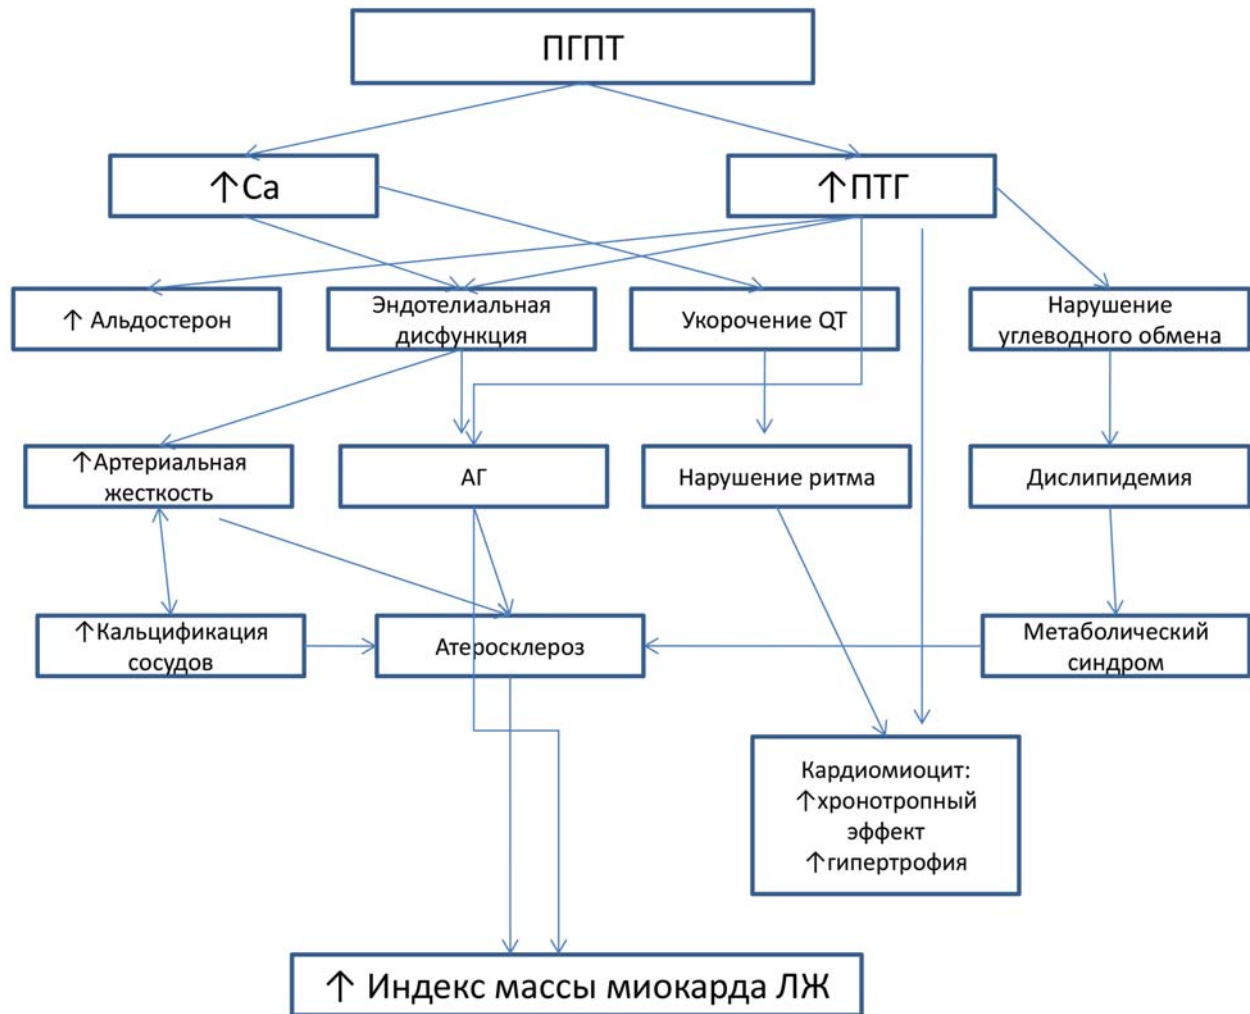 ПГПТ
↑Ca
↑ПТГ
↑ Альдостерон
Эндотелиальная
дисфункция
Укорочение QT
Нарушение
углеводного обмена
↑Артериальная
жесткость
АГ
Нарушение ритма
Дислипидемия
↑Кальцификация
сосудов
Атеросклероз
Метаболический
синдром
Кардиомиоцит:
↑хронотропный
эффект
↑гипертрофия
↑ Индекс массы миокарда ЛЖ